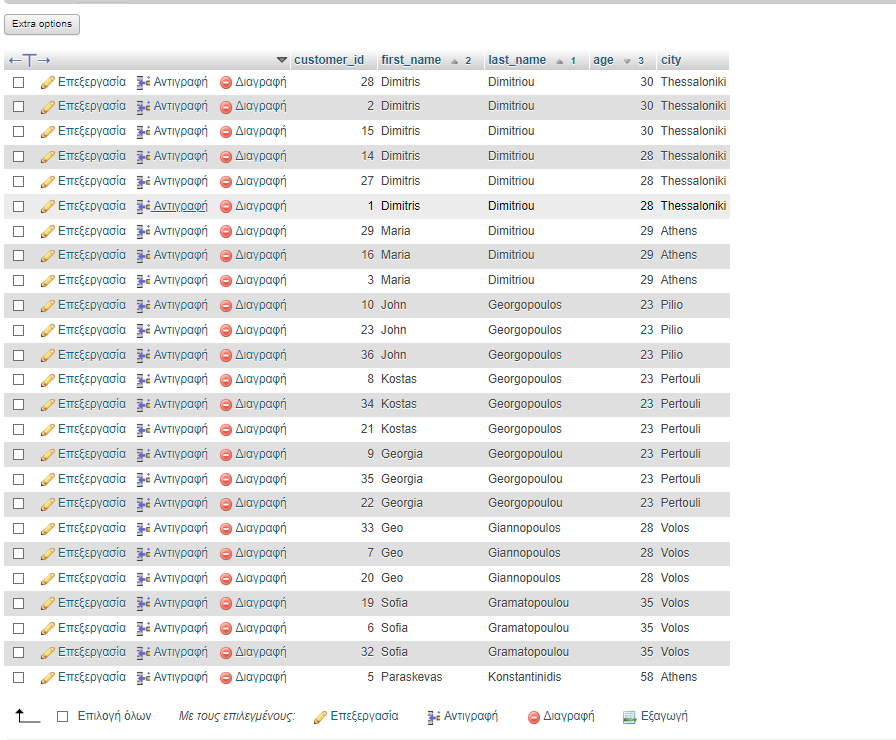 Extra options
←T→ customer_id first_name 2 last_name 1 age 3 city
Επεξεργασία Αντιγραφή Διαγραφή 28 Dimitris Dimitriou 30 Thessaloniki
Επεξεργασία Αντιγραφή Διαγραφή 2 Dimitris Dimitriou 30 Thessaloniki
Επεξεργασία Αντιγραφή Διαγραφή 15 Dimitris Dimitriou 30 Thessaloniki
Επεξεργασία Αντιγραφή Διαγραφή 14 Dimitris Dimitriou 28 Thessaloniki
Επεξεργασία Αντιγραφή Διαγραφή 27 Dimitris Dimitriou 28 Thessaloniki
Επεξεργασία Αντιγραφή Διαγραφή 1 Dimitris Dimitriou 28 Thessaloniki
Επεξεργασία Αντιγραφή Διαγραφή 29 Maria Dimitriou 29 Athens
Επεξεργασία Αντιγραφή Διαγραφή 16 Maria Dimitriou 29 Athens
Επεξεργασία Αντιγραφή Διαγραφή 3 Maria Dimitriou 29 Athens
Επεξεργασία Αντιγραφή Διαγραφή 10 John Georgopoulos 23 Pilio
Επεξεργασία Αντιγραφή Διαγραφή 23 John Georgopoulos 23 Pilio
Επεξεργασία Αντιγραφή Διαγραφή 36 John Georgopoulos 23 Pilio
Επεξεργασία Αντιγραφή Διαγραφή 8 Kostas Georgopoulos 23 Pertouli
Επεξεργασία Αντιγραφή Διαγραφή 34 Kostas Georgopoulos 23 Pertouli
Επεξεργασία Αντιγραφή Διαγραφή 21 Kostas Georgopoulos 23 Pertouli
Επεξεργασία Αντιγραφή Διαγραφή 9 Georgia Georgopoulou 23 Pertouli
Επεξεργασία Αντιγραφή Διαγραφή 35 Georgia Georgopoulou 23 Pertouli
Επεξεργασία Αντιγραφή Διαγραφή 22 Georgia Georgopoulou 23 Pertouli
Επεξεργασία Αντιγραφή Διαγραφή 33 Geo Giannopoulos 28 Volos
Επεξεργασία Αντιγραφή Διαγραφή 7 Geo Giannopoulos 28 Volos
Επεξεργασία Αντιγραφή Διαγραφή 20 Geo Giannopoulos 28 Volos
Επεξεργασία Αντιγραφή Διαγραφή 19 Sofia Gramatopoulou 35 Volos
Επεξεργασία Αντιγραφή Διαγραφή 6 Sofia Gramatopoulou 35 Volos
Επεξεργασία Αντιγραφή Διαγραφή 32 Sofia Gramatopoulou 35 Volos
Επεξεργασία Αντιγραφή Διαγραφή 5 Paraskevas Konstantinidis 58 Athens
Επιλογή όλων Με τους επιλεγμένους: Επεξεργασία Αντιγραφή Διαγραφή Εξαγωγή